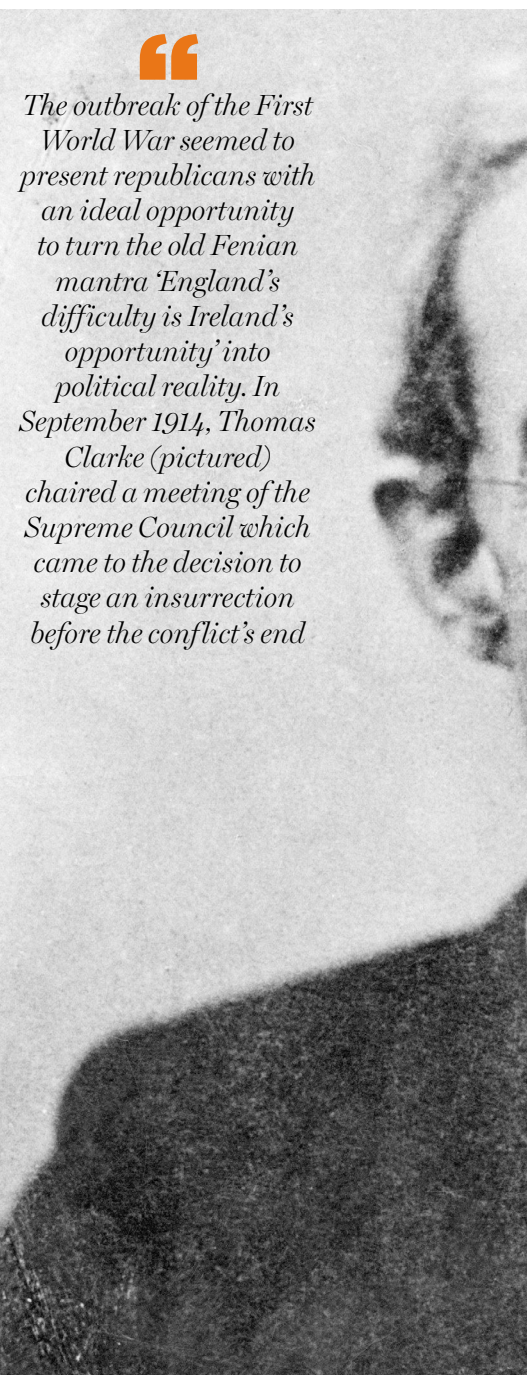 “
The outbreak of the First
World War seemed to
present republicans with
an ideal opportunity
to turn the old Fenian
mantra ‘England’s
difficulty is Ireland’s
opportunity’ into
political reality. In
September 1914, Thomas
Clarke (pictured)
chaired a meeting of the
Supreme Council which
came to the decision to
stage an insurrection
before the conflict’s end